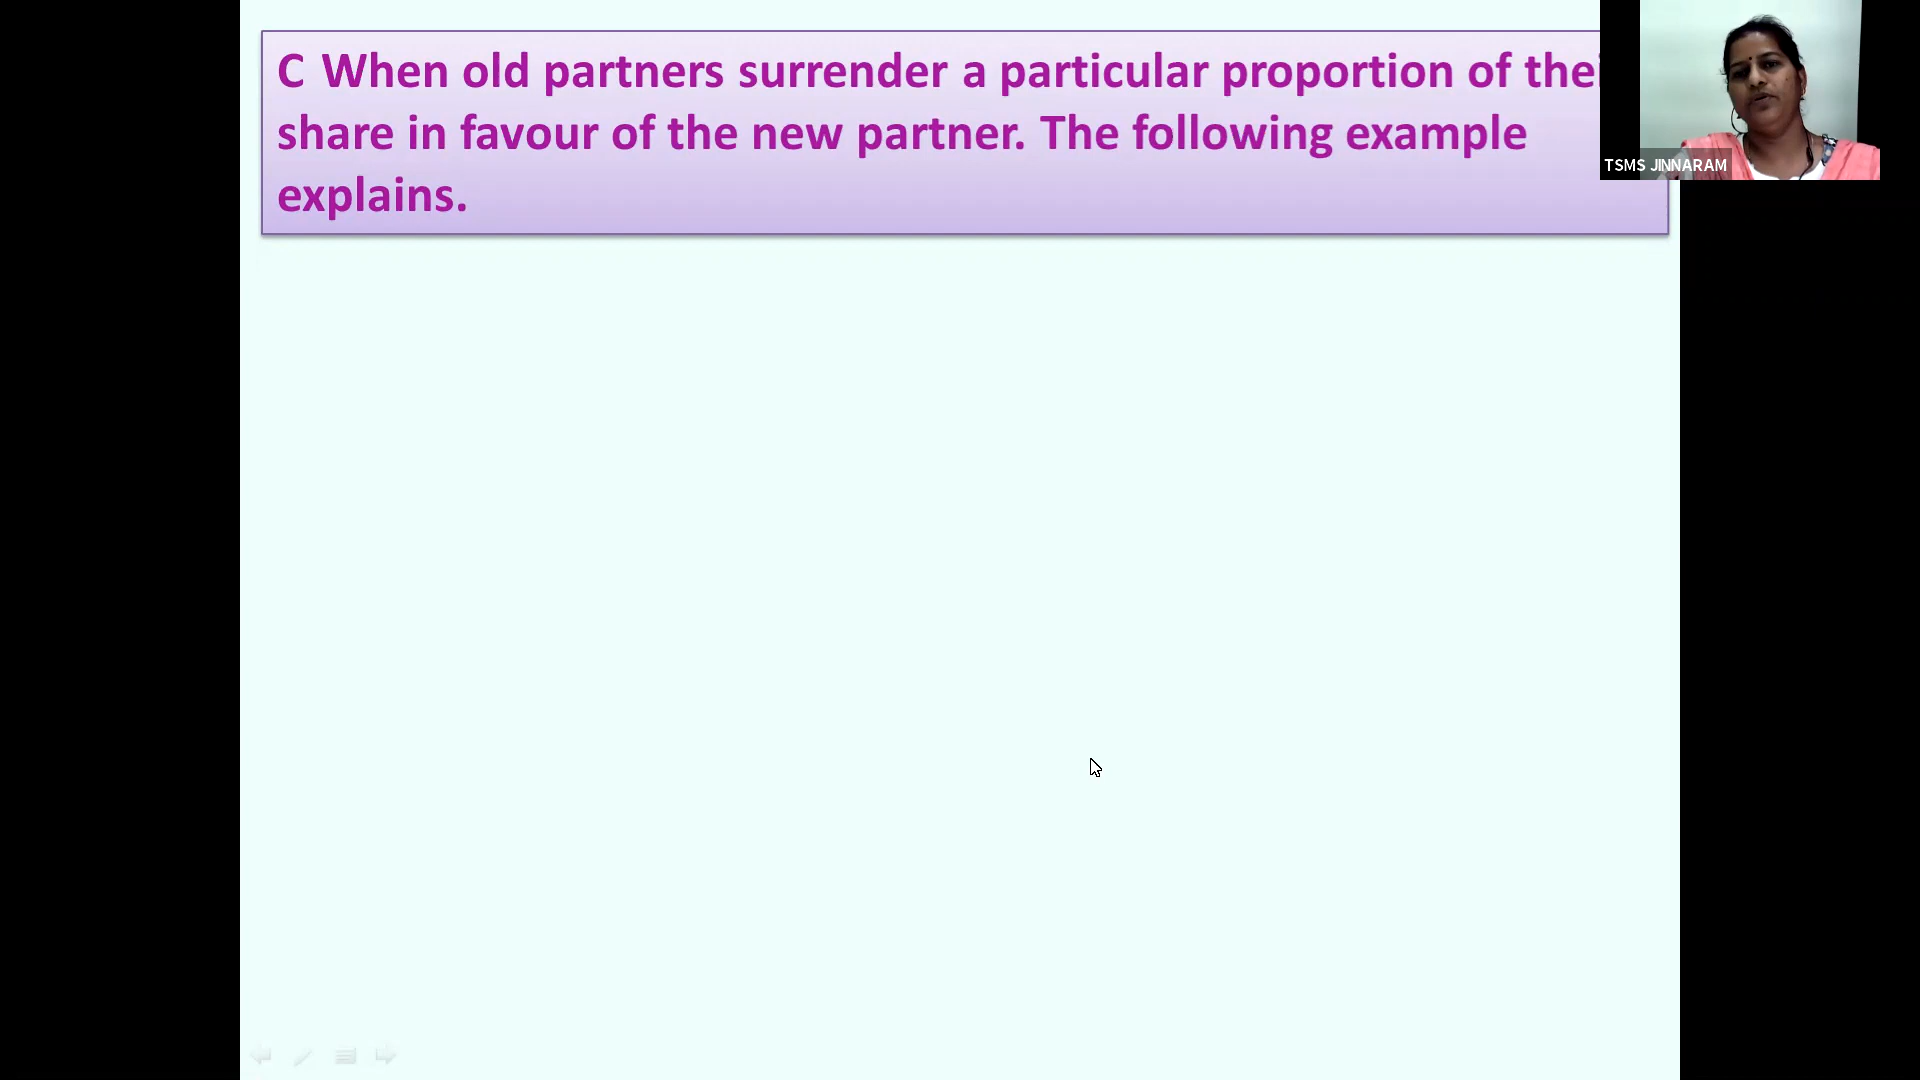 C When old partners surrender a particular proportion of thei
share in favour of the new partner. The following example
explains.
TSMS JINNARAM